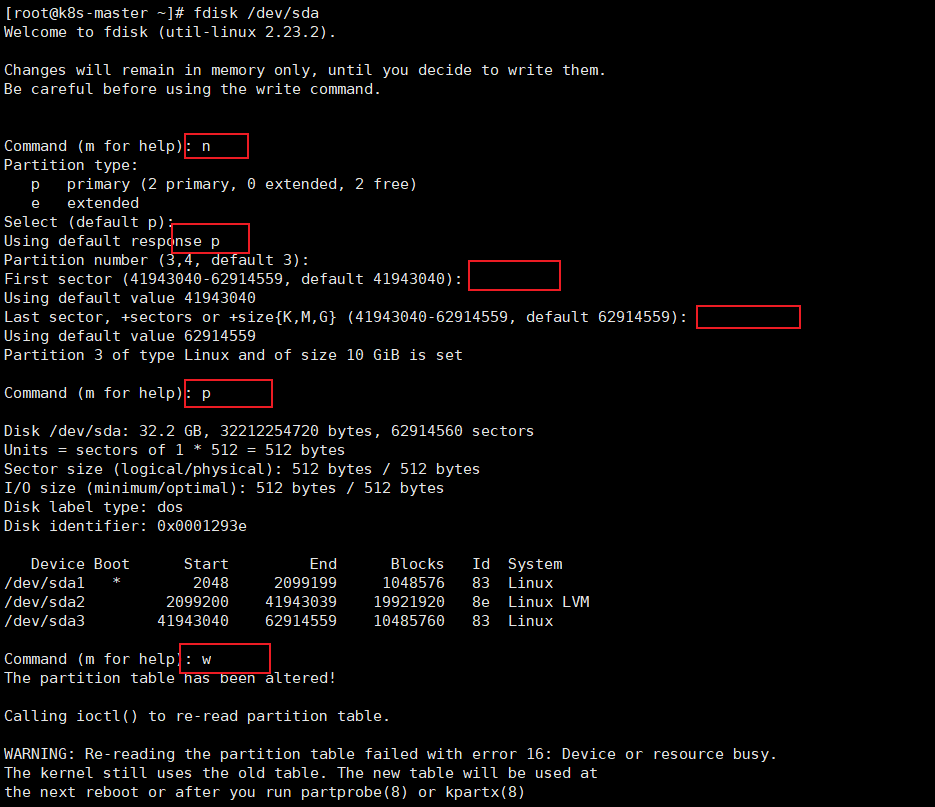 [root@k8s-master ~]# fdisk /dev/sda
Welcome to fdisk (util-linux 2.23.2).
Changes will remain in memory only, until you decide to write them.
Be careful before using the write command.
Command (m for help): n
Partition type:
   p   primary (2 primary, 0 extended, 2 free)
   e   extended
Select (default p):
Using default response p
Partition number (3,4, default 3):
First sector (41943040-62914559, default 41943040):
Using default value 41943040
Last sector, +sectors or +size{K,M,G} (41943040-62914559, default 62914559):
Using default value 62914559
Partition 3 of type Linux and of size 10 GiB is set
Command (m for help): p
Disk /dev/sda: 32.2 GB, 32212254720 bytes, 62914560 sectors
Units = sectors of 1 * 512 = 512 bytes
Sector size (logical/physical): 512 bytes / 512 bytes
I/O size (minimum/optimal): 512 bytes / 512 bytes
Disk label type: dos
Disk identifier: 0x0001293e
   Device Boot      Start         End      Blocks   Id  System
/dev/sda1   *        2048     2099199     1048576   83  Linux
/dev/sda2         2099200    41943039    19921920   8e  Linux LVM
/dev/sda3        41943040    62914559    10485760   83  Linux
Command (m for help): w
The partition table has been altered!
Calling ioctl() to re-read partition table.
WARNING: Re-reading the partition table failed with error 16: Device or resource busy.
The kernel still uses the old table. The new table will be used at
the next reboot or after you run partprobe(8) or kpartx(8)